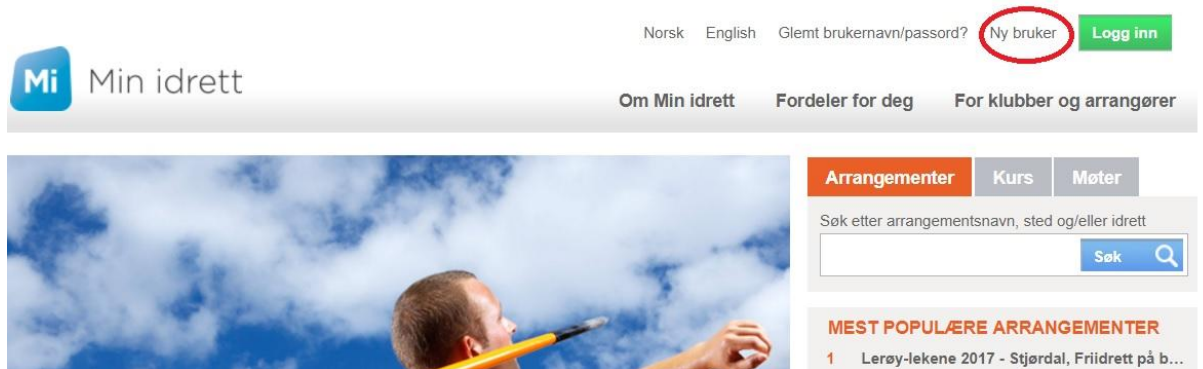 Norsk English Glemt brukernavn/passord? Ny bruker Logg inn
Mi Min idrett
Om Min idrett Fordeler for deg For klubber og arrangører
Arrangementer Kurs Møter
Søk etter arrangementsnavn, sted og/eller idrett
Søk
MEST POPULÆRE ARRANGEMENTER
1 Lerøy-lekene 2017 - Stjørdal, Friidrett på b...